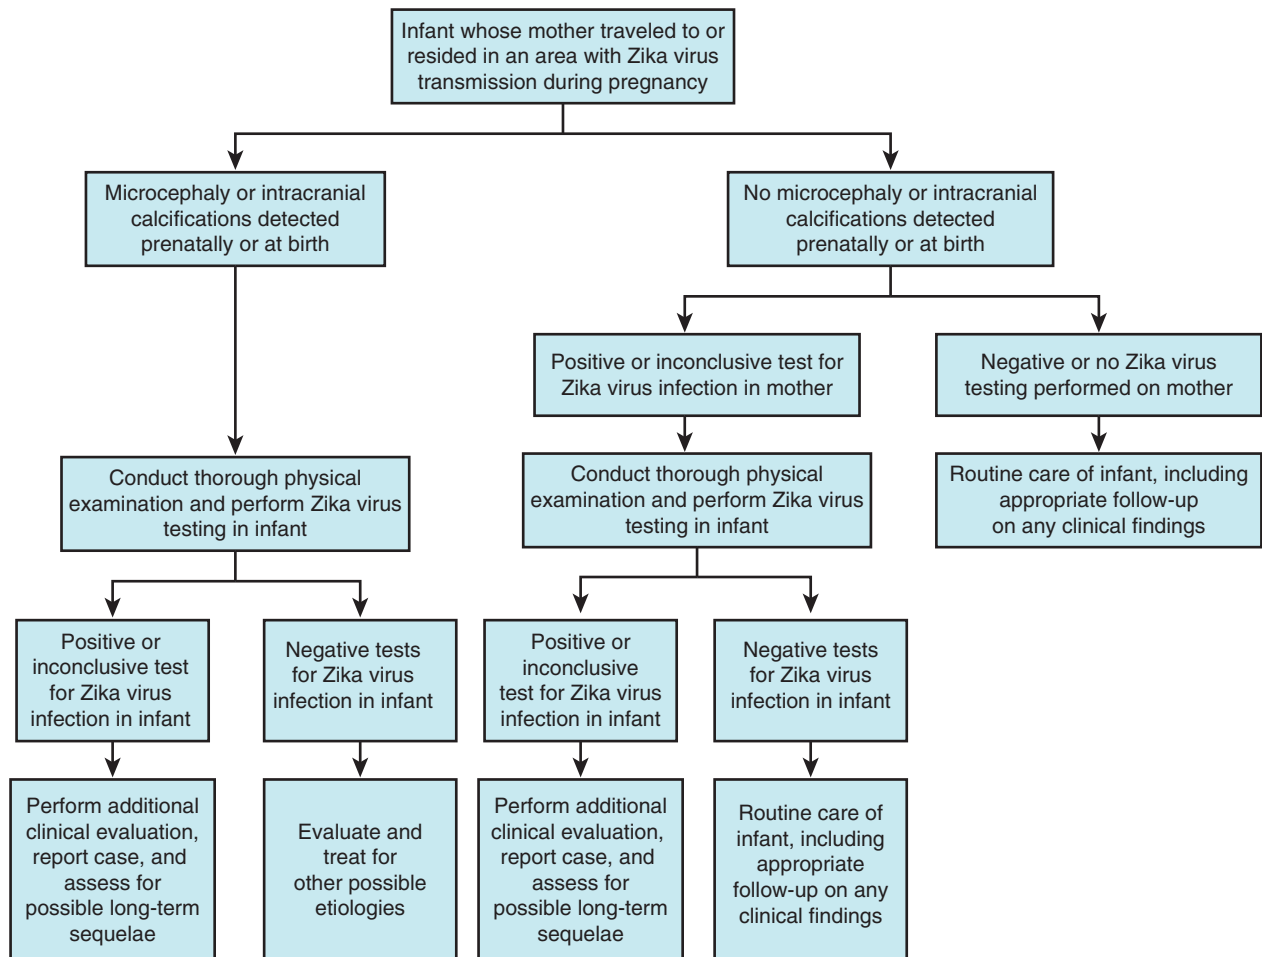 Infant whose mother traveled to or
resided in an area with Zika virus
transmission during pregnancy
Microcephaly or intracranial
calcifications detected
prenatally or at birth
No microcephaly or intracranial
calcifications detected
prenatally or at birth
Positive or inconclusive test for
Zika virus infection in mother
Negative or no Zika virus
testing performed on mother
Conduct thorough physical
examination and perform Zika virus
testing in infant
Conduct thorough physical
examination and perform Zika virus
testing in infant
Routine care of infant, including
appropriate follow-up
on any clinical findings
Positive or
inconclusive test
for Zika virus
infection in infant
Negative tests
for Zika virus
infection in infant
Positive or
inconclusive
test for Zika virus
infection in infant
Negative tests
for Zika virus
infection in infant
Perform additional
clinical evaluation,
report case, and
assess for
possible long-term
sequelae
Evaluate and
treat for
other possible
etiologies
Perform additional
clinical evaluation,
report case, and
assess for
possible long-term
sequelae
Routine care of
infant, including
appropriate
follow-up on any
clinical findings